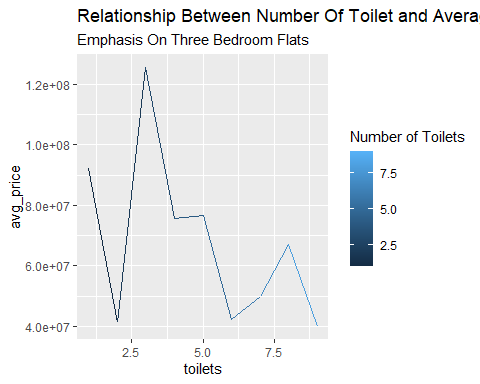 Relationship Between Number Of Toilet and Avera
Emphasis On Three Bedroom Flats
1.2e+08
1.0e+08
8.0e+07
6.0e+07
4.0e+07
avg_price
2.5
5.0
7.5
toilets
Number of Toilets
7.5
5.0
2.5